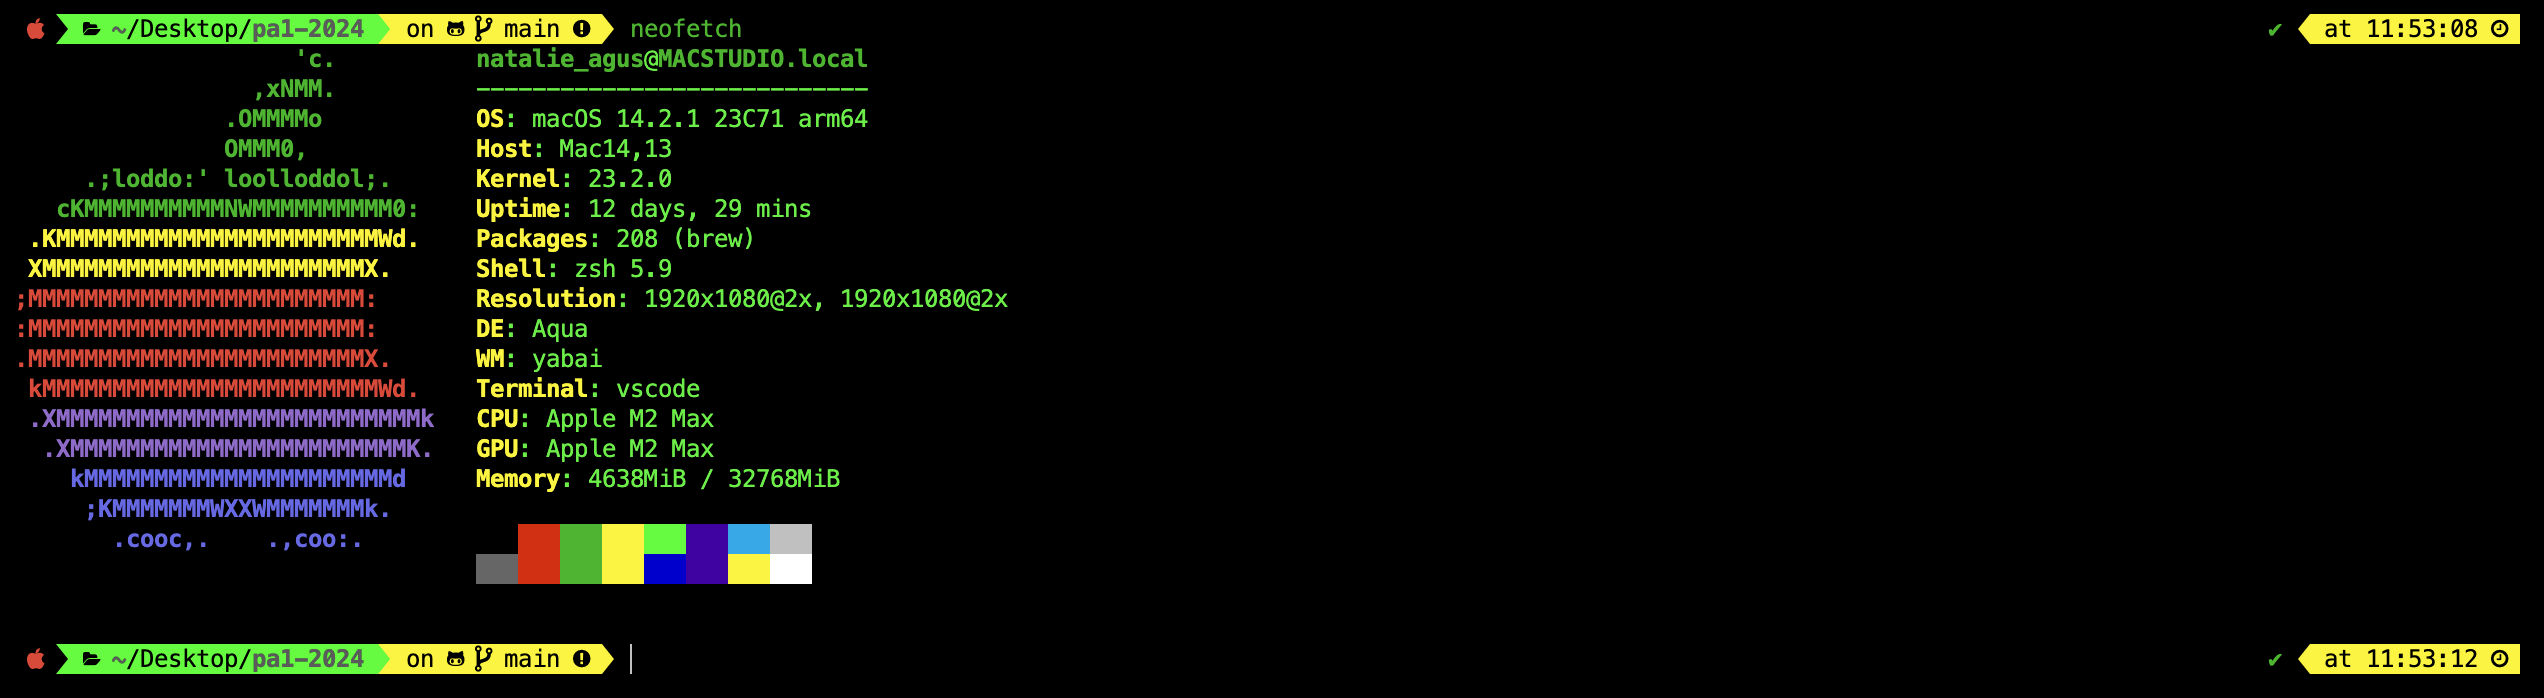 ~/Desktop/pa1-2024 on main neofetch ✔ at 11:53:08
'c. natalie_agus@MACSTUDIO.local
,xNMM. ----------------------------
.OMMMMo OS: macOS 14.2.1 23C71 arm64
OMMM0, Host: Mac14,13
.;loddo:' loolloddol;. Kernel: 23.2.0
cKMMMMMMMMMMNWMMMMMMMMMM0: Uptime: 12 days, 29 mins
.KMMMMMMMMMMMMMMMMMMMMMMMWd. Packages: 208 (brew)
XMMMMMMMMMMMMMMMMMMMMMMMX. Shell: zsh 5.9
;MMMMMMMMMMMMMMMMMMMMMMMM: Resolution: 1920x1080@2x, 1920x1080@2x
:MMMMMMMMMMMMMMMMMMMMMMMM: DE: Aqua
.MMMMMMMMMMMMMMMMMMMMMMMMX. WM: yabai
kMMMMMMMMMMMMMMMMMMMMMMMMWd. Terminal: vscode
.XMMMMMMMMMMMMMMMMMMMMMMMMMMk CPU: Apple M2 Max
.XMMMMMMMMMMMMMMMMMMMMMMMMK. GPU: Apple M2 Max
kMMMMMMMMMMMMMMMMMMMMMMd Memory: 4638MiB / 32768MiB
;KMMMMMMMWXXWMMMMMMMk.
.cooc,. .,coo:.
~/Desktop/pa1-2024 on main ✔ at 11:53:12